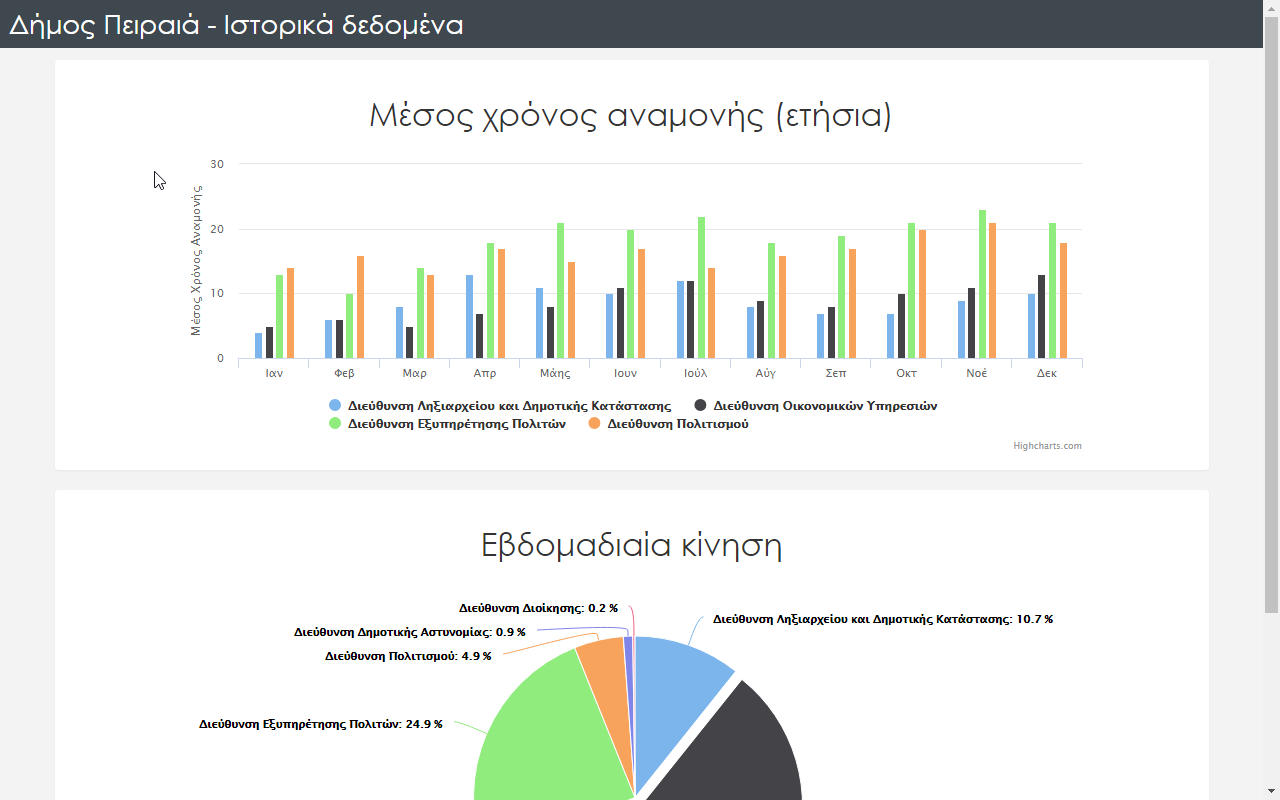 Δήμος Πειραιά - Ιστορικά δεδομένα
Μέσος χρόνος αναμονής (ετήσια)
Μέσος Χρόνος Αναμονής
30
20
10
0
Ιαν Φεβ Μαρ Απρ Μάης Ιουν Ιούλ Αύγ Σεπ Οκτ Νοέ Δεκ
Διεύθυνση Ληξιαρχείου και Δημοτικής Κατάστασης Διεύθυνση Οικονομικών Υπηρεσιών
Διεύθυνση Εξυπηρέτησης Πολιτών Διεύθυνση Πολιτισμού
Highcharts.com
Εβδομαδιαία κίνηση
Διεύθυνση Διοίκησης: 0.2 %
Διεύθυνση Ληξιαρχείου και Δημοτικής Κατάστασης: 10.7 %
Διεύθυνση Δημοτικής Αστυνομίας: 0.9 %
Διεύθυνση Πολιτισμού: 4.9 %
Διεύθυνση Εξυπηρέτησης Πολιτών: 24.9 %